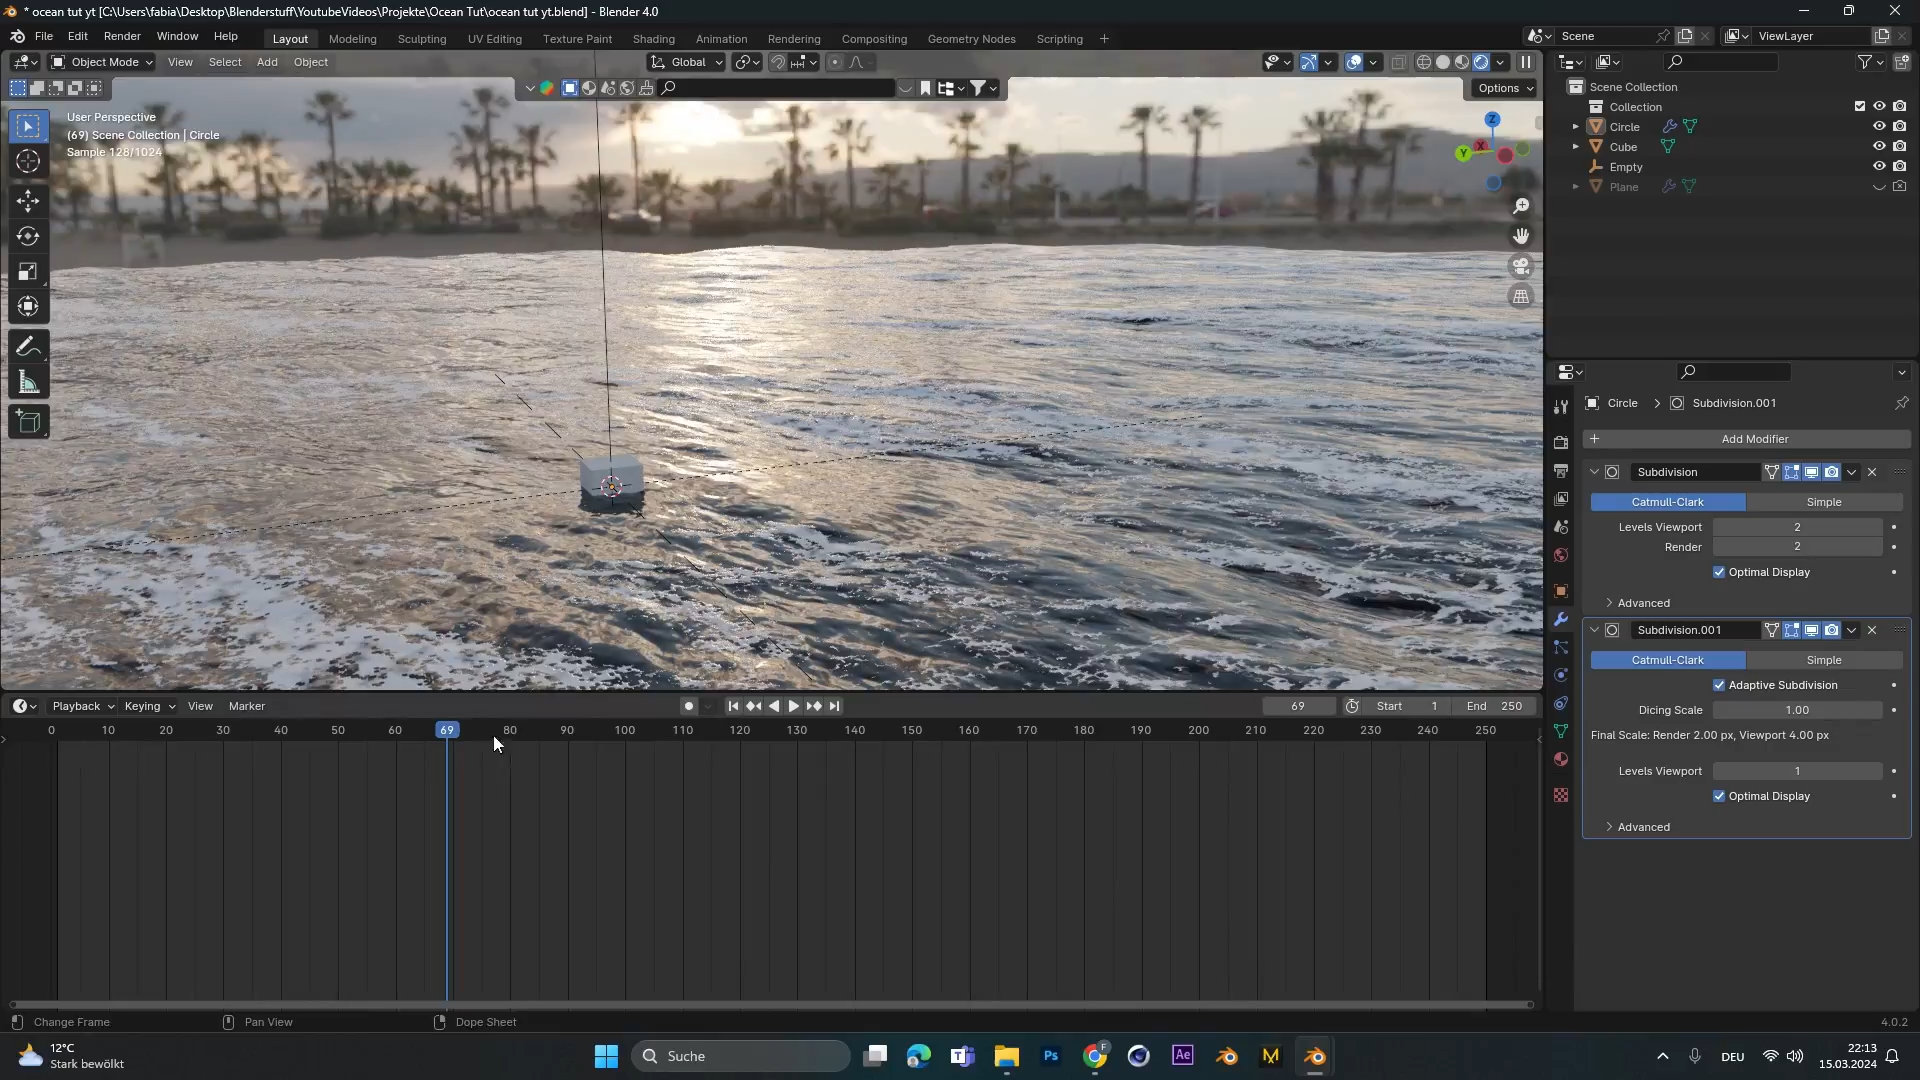 * ocean tut yt [C:\Users\fabia\Desktop\Blenderstuff\YoutubeVideos\Projekte\Ocean Tut\ocean tut yt.blend] - Blender 4.0
File Edit Render Window Help
Layout Modeling Sculpting UV Editing Texture Paint Shading Animation Rendering Compositing Geometry Nodes Scripting +
Scene ViewLayer
Object Mode View Select Add Object
Global
Options
User Perspective
(69) Scene Collection | Circle
Sample 128/1024
Z
Y
X
Scene Collection
Collection
Circle
Cube
Empty
Plane
Circle > Subdivision.001
+ Add Modifier
Subdivision
Catmull-Clark Simple
Levels Viewport 2
Render 2
Optimal Display
Advanced
Subdivision.001
Catmull-Clark Simple
Adaptive Subdivision
Dicing Scale 1.00
Final Scale: Render 2.00 px, Viewport 4.00 px
Levels Viewport 1
Optimal Display
Advanced
Playback Keying View Marker
69 Start 1 End 250
0 10 20 30 40 50 60 69 80 90 100 110 120 130 140 150 160 170 180 190 200 210 220 230 240 250
Change Frame Pan View Dope Sheet
4.0.2
12°C
Stark bewölkt
Suche
Ps
F
Ae
M
DEU
22:13
15.03.2024